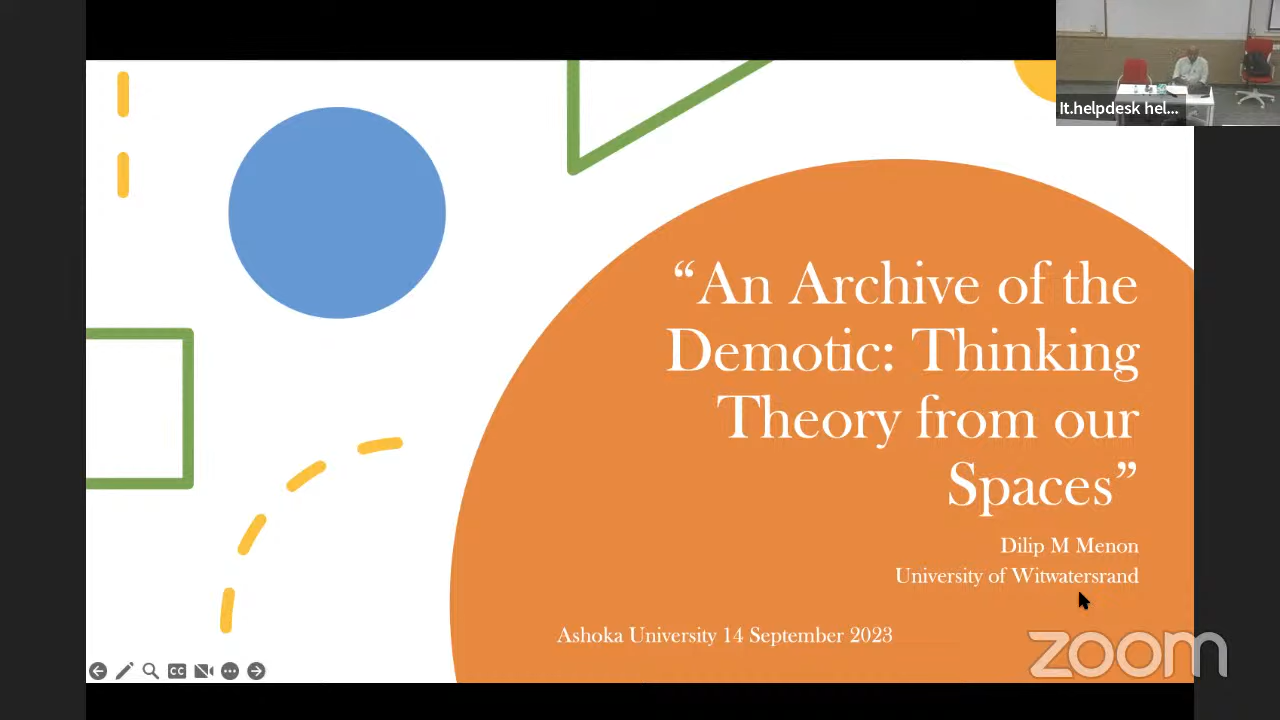 It.helpdesk hel...
“An Archive of the
Demotic: Thinking
Theory from our
Spaces”
Dilip M Menon
University of Witwatersrand
Ashoka University 14 September 2023
CC
zoom